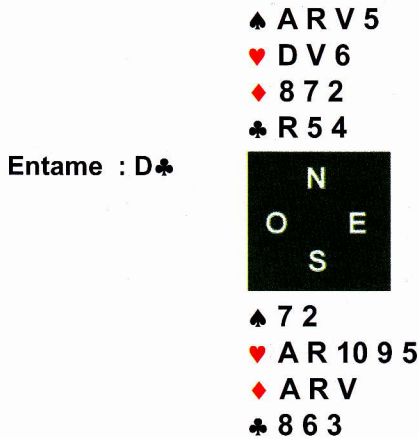 ♠ A R V 5
♥ D V 6
♦ 8 7 2
♣ R 5 4
Entame : D♣
N
O E
S
♠ 7 2
♥ A R 10 9 5
♦ A R V
♣ 8 6 3